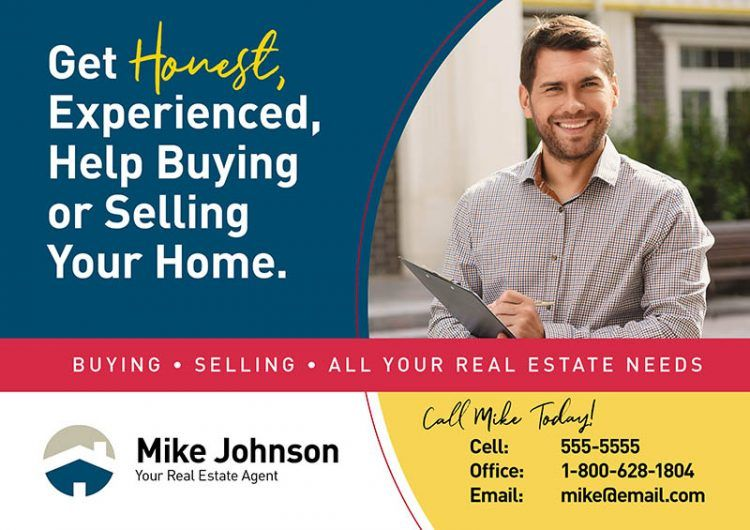 Get Honest,
Experienced,
Help Buying
or Selling
Your Home.
BUYING • SELLING • ALL YOUR REAL ESTATE NEEDS
Mike Johnson
Your Real Estate Agent
Call Mike Today!
Cell: 555-5555
Office: 1-800-628-1804
Email: mike@email.com